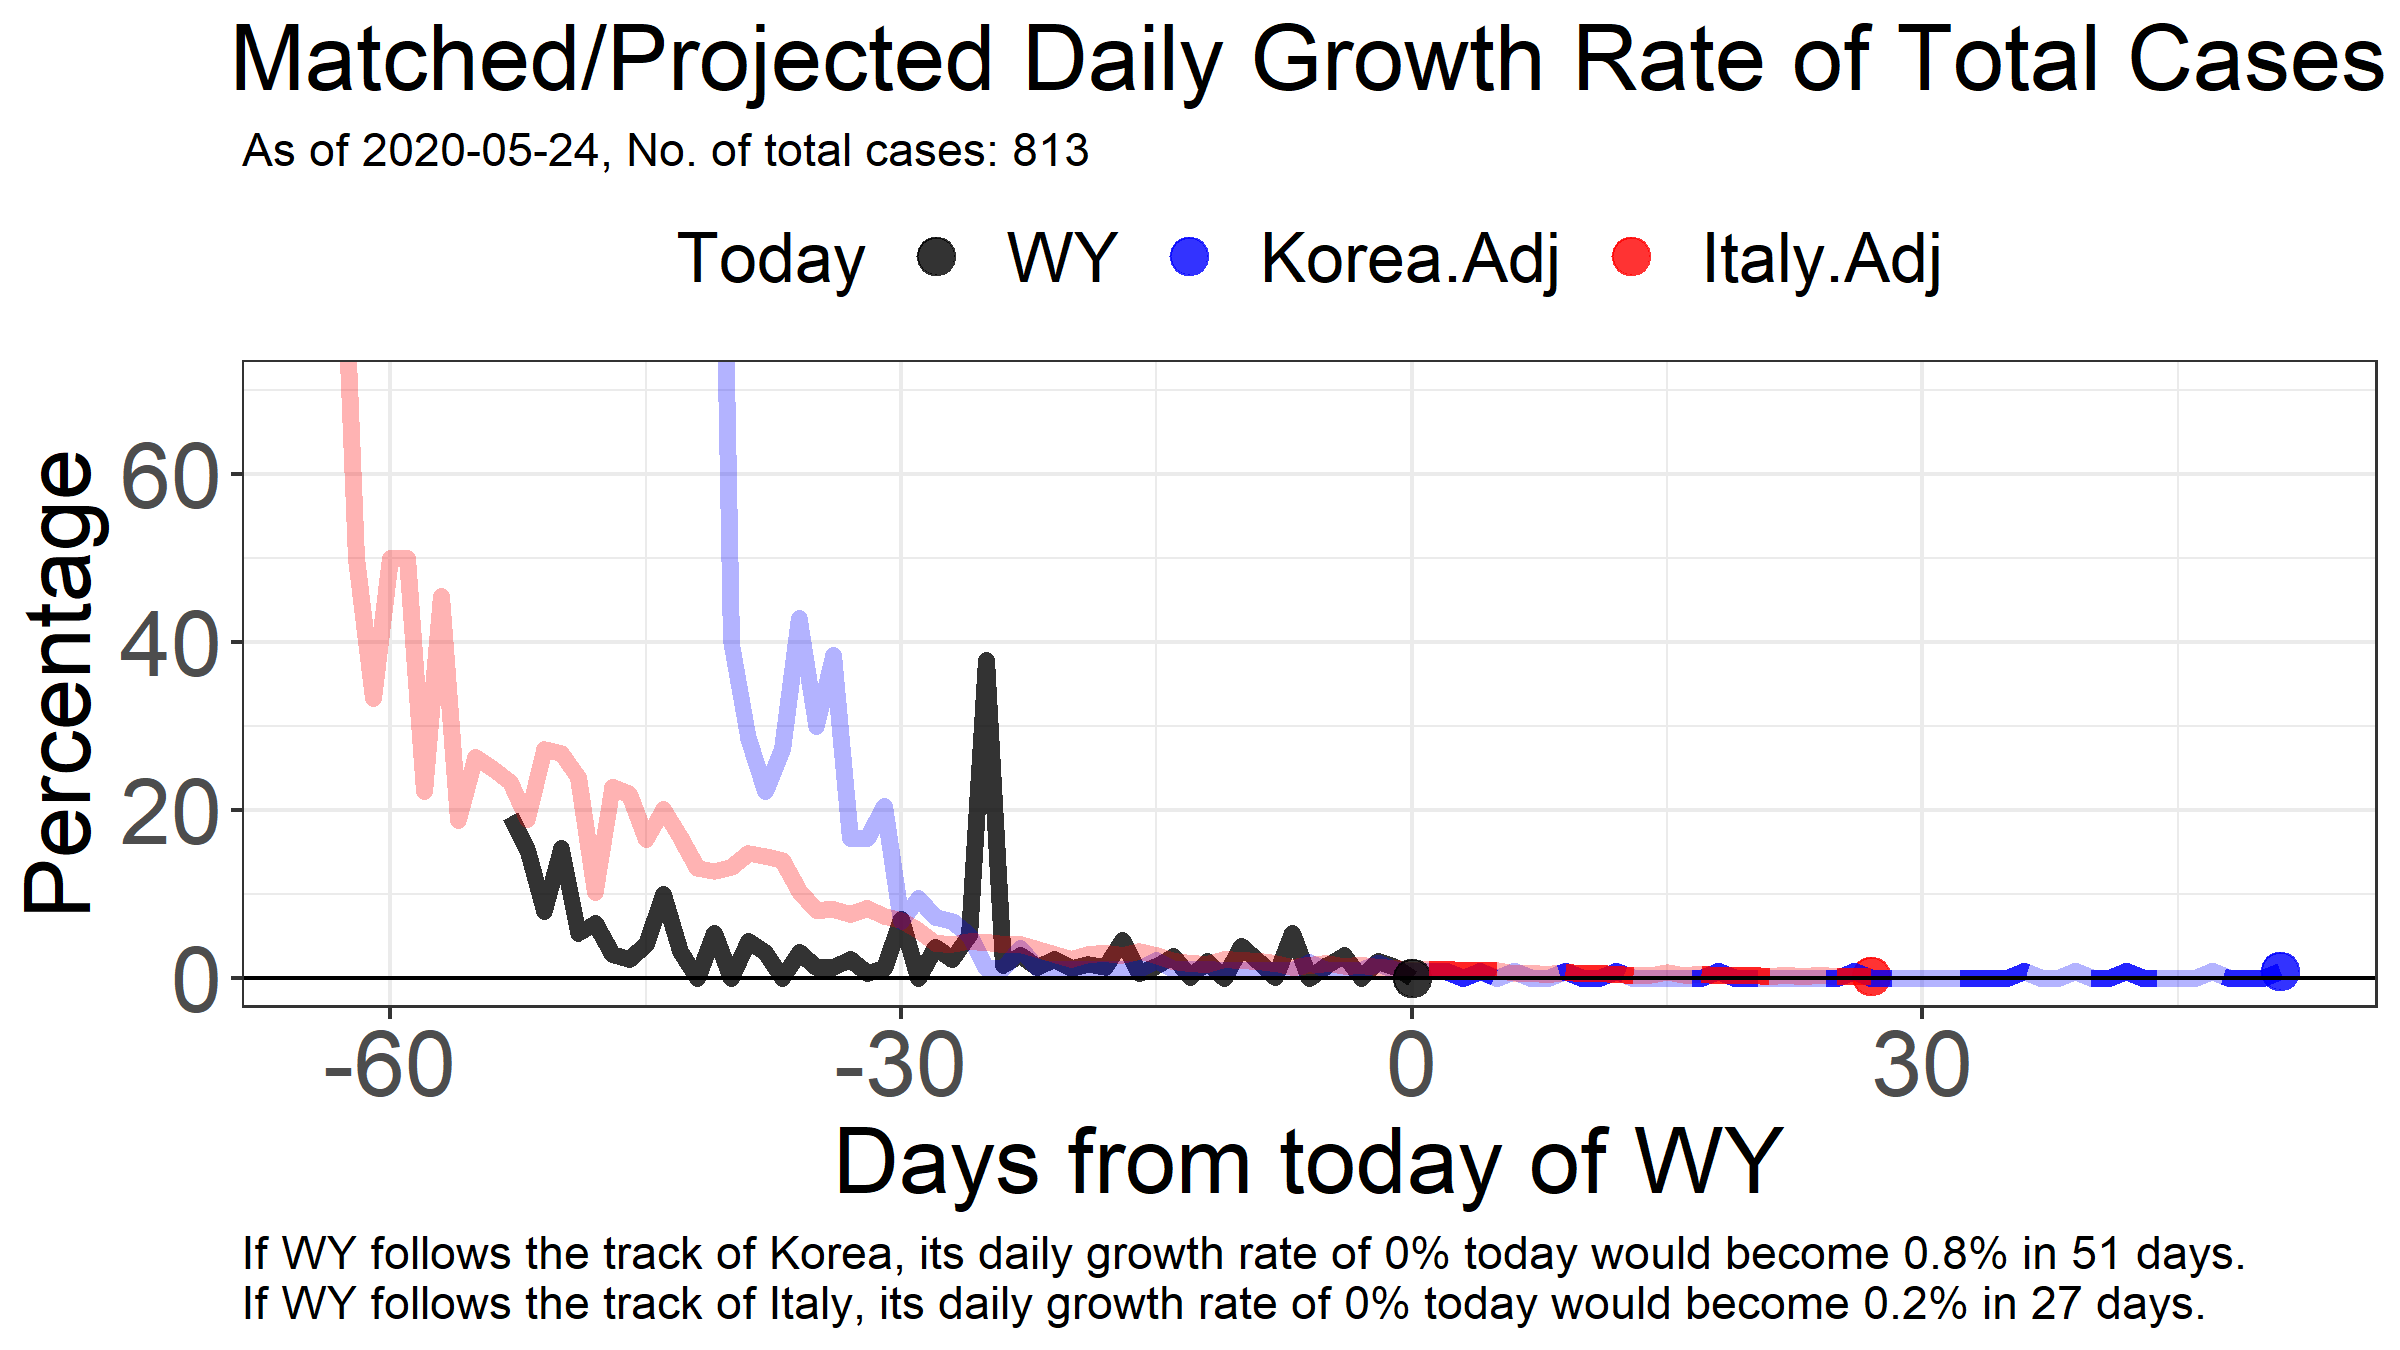 Matched/Projected Daily Growth Rate of Total Cases
As of 2020-05-24, No. of total cases: 813
Today WY Korea.Adj Italy.Adj
Percentage
60
40
20
0
-60 -30 0 30
Days from today of WY
If WY follows the track of Korea, its daily growth rate of 0% today would become 0.8% in 51 days.
If WY follows the track of Italy, its daily growth rate of 0% today would become 0.2% in 27 days.